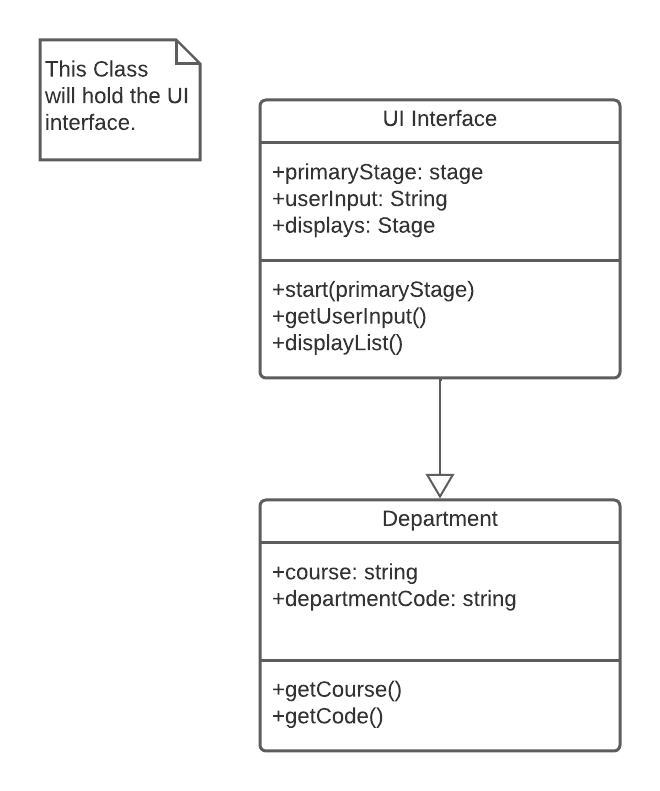 This Class
will hold the UI
interface.
UI Interface
+primaryStage: stage
+userInput: String
+displays: Stage
+start(primaryStage)
+getUserInput()
+displayList()
Department
+course: string
+departmentCode: string
+getCourse()
+getCode()